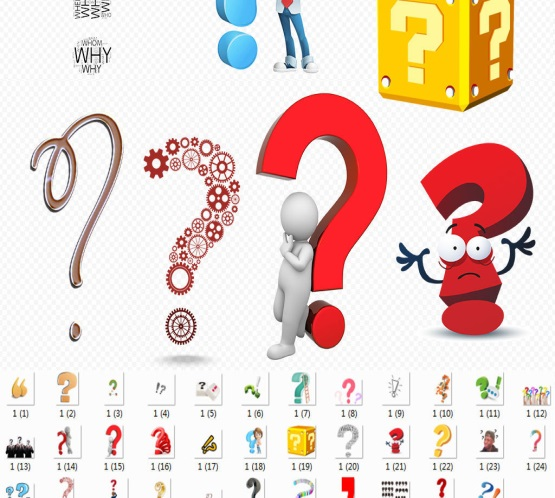 WHO
WHOM
WHY
WHY
1 (1) 1 (2) 1 (3) 1 (4) 1 (5) 1 (6) 1 (7) 1 (8) 1 (9) 1 (10) 1 (11) 1 (12)
1 (13) 1 (14) 1 (15) 1 (16) 1 (17) 1 (18) 1 (19) 1 (20) 1 (21) 1 (22) 1 (23) 1 (24)